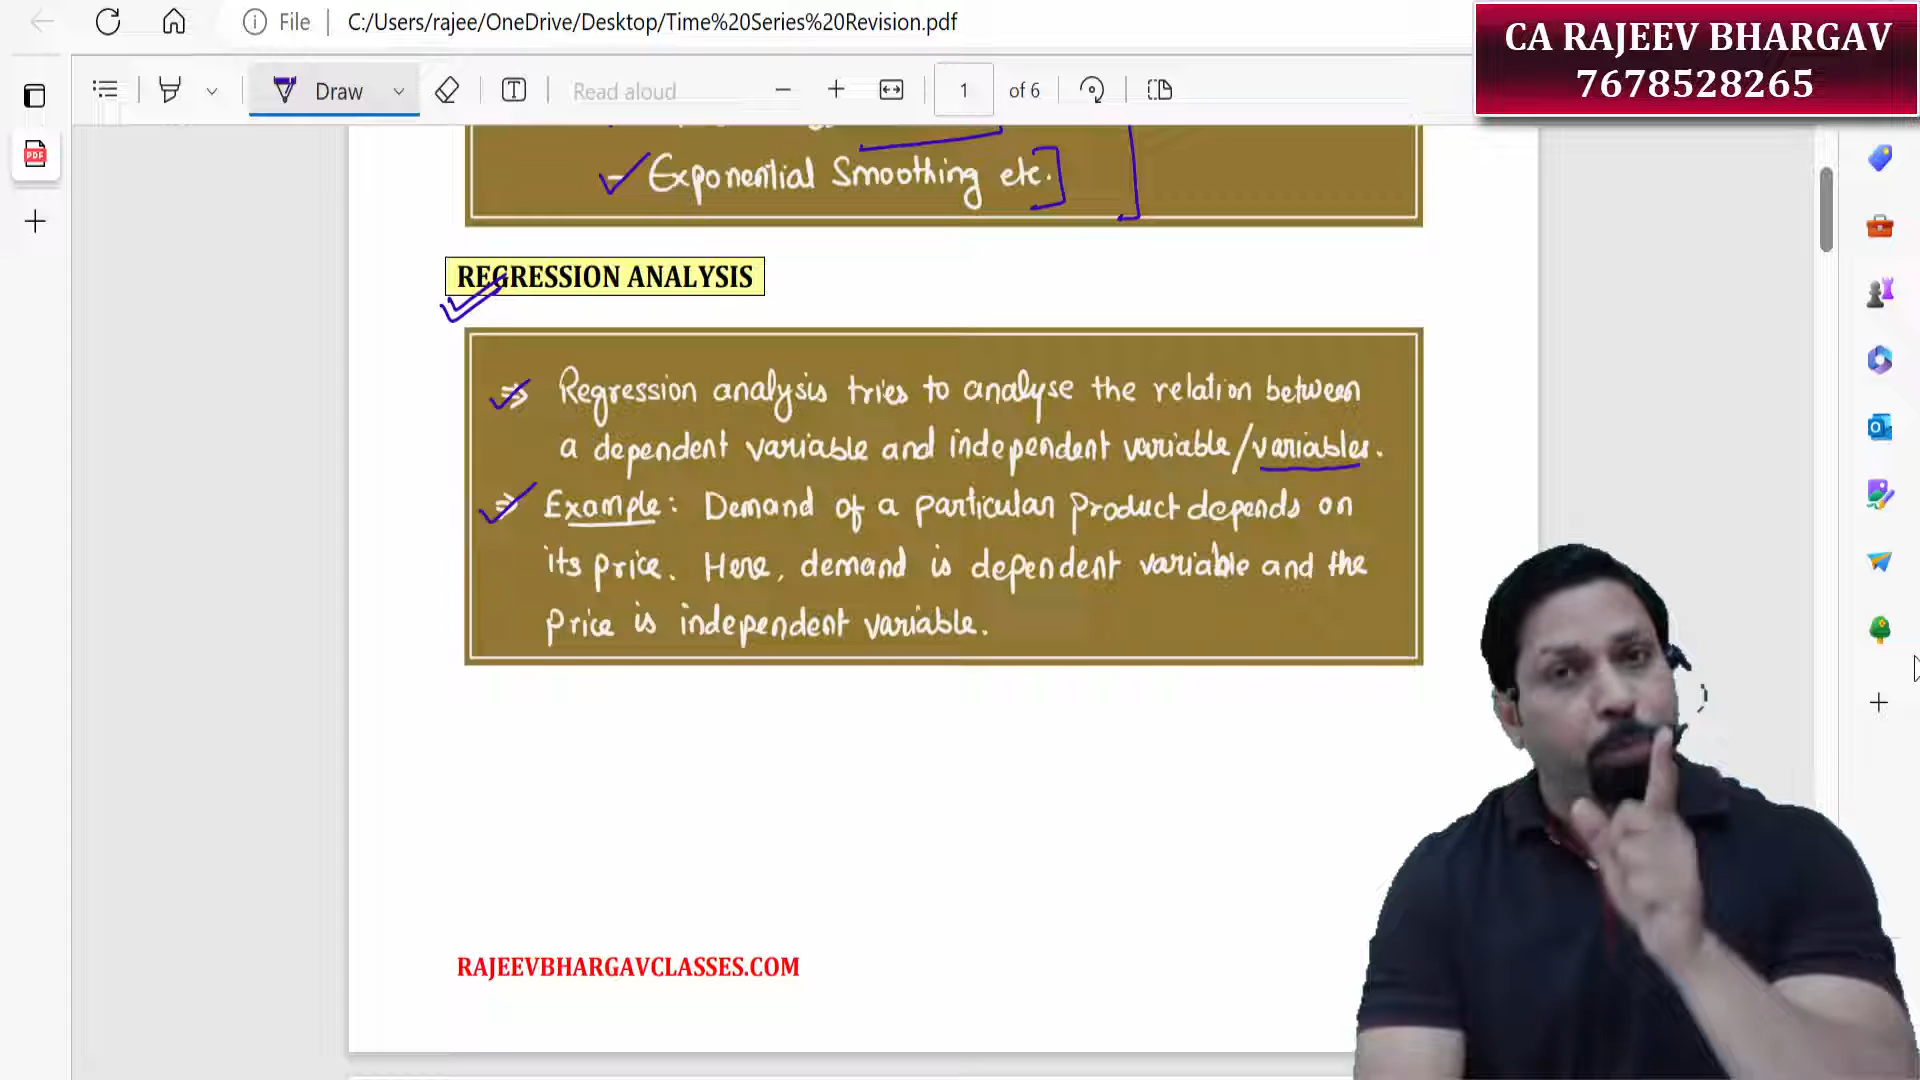 File
C:/Users/rajee/OneDrive/Desktop/Time%20Series%20Revision.pdf
CA RAJEEV BHARGAV
7678528265
Draw
Read aloud
1
of 6
PDF
- Exponential Smoothing etc.
REGRESSION ANALYSIS
⇒ Regression analysis tries to analyse the relation between
a dependent variable and independent variable/variables.
⇒ Example: Demand of a particular product depends on
its price. Here, demand is dependent variable and the
price is independent variable.
RAJEEVBHARGAVCLASSES.COM